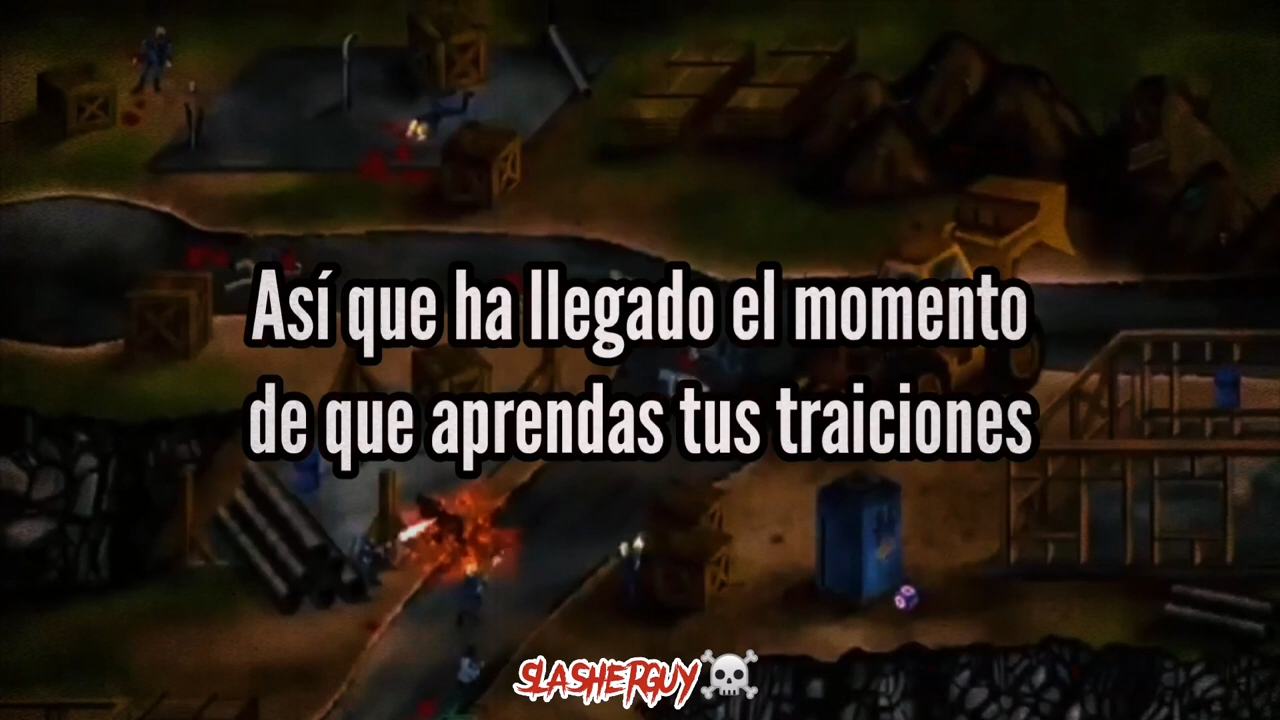 Así que ha llegado el momento
de que aprendas tus traiciones
SLASHERGUY